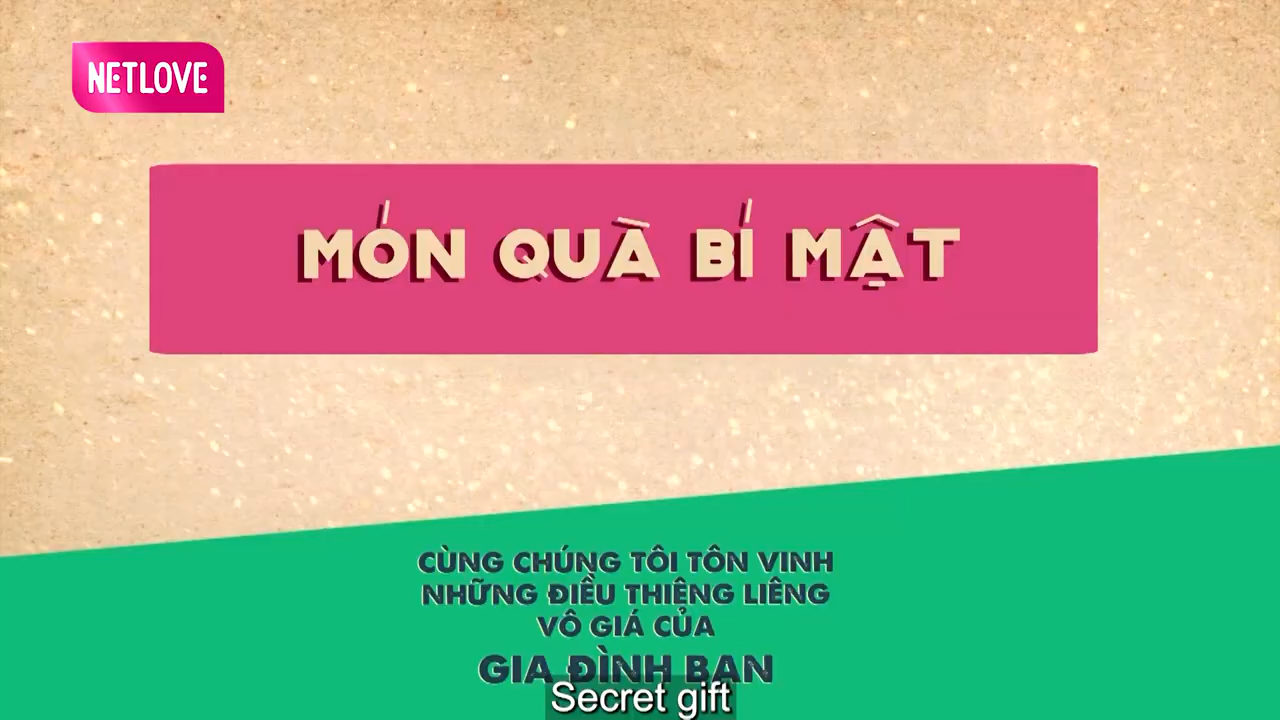 NETLOVE
MÓN QUÀ BÍ MẬT
CÙNG CHÚNG TÔI TÔN VINH
NHỮNG ĐIỀU THIÊNG LIÊNG
VÔ GIÁ CỦA
GIA ĐÌNH BẠN
Secret gift